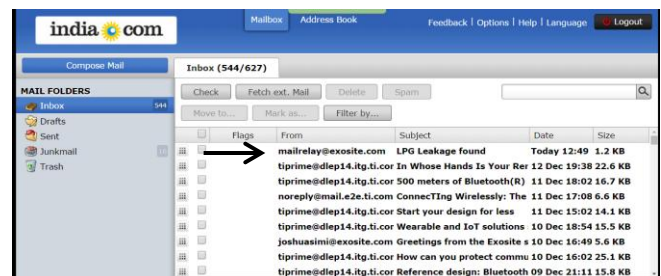 india com
Mailbox Address Book Feedback | Options | Help | Language Logout
Compose Mail
Inbox (544/627)
MAIL FOLDERS
Inbox 544
Drafts
Sent
Junkmail
Trash
Check Fetch ext. Mail Delete Spam
Move to... Mark as... Filter by...
Flags From Subject Date Size
mailrelay@exosite.com LPG Leakage found Today 12:49 1.2 KB
tiprime@dlep14.itg.ti.cor In Whose Hands Is Your Rer 12 Dec 19:38 22.6 KB
tiprime@dlep14.itg.ti.cor 500 meters of Bluetooth(R) 11 Dec 18:02 16.7 KB
noreply@mail.e2e.ti.com ConnecTIng Wirelessly: The 11 Dec 17:08 6.6 KB
tiprime@dlep14.itg.ti.cor Start your design for less 11 Dec 15:02 14.1 KB
tiprime@dlep14.itg.ti.cor Wearable and IoT solutions 10 Dec 18:54 15.5 KB
joshuasimi@exosite.com Greetings from the Exosite s 10 Dec 16:49 5.6 KB
tiprime@dlep14.itg.ti.cor How can you protect commu 10 Dec 16:02 25.1 KB
tiprime@dlep14.itg.ti.cor Reference design: Bluetooth 09 Dec 21:11 15.8 KB